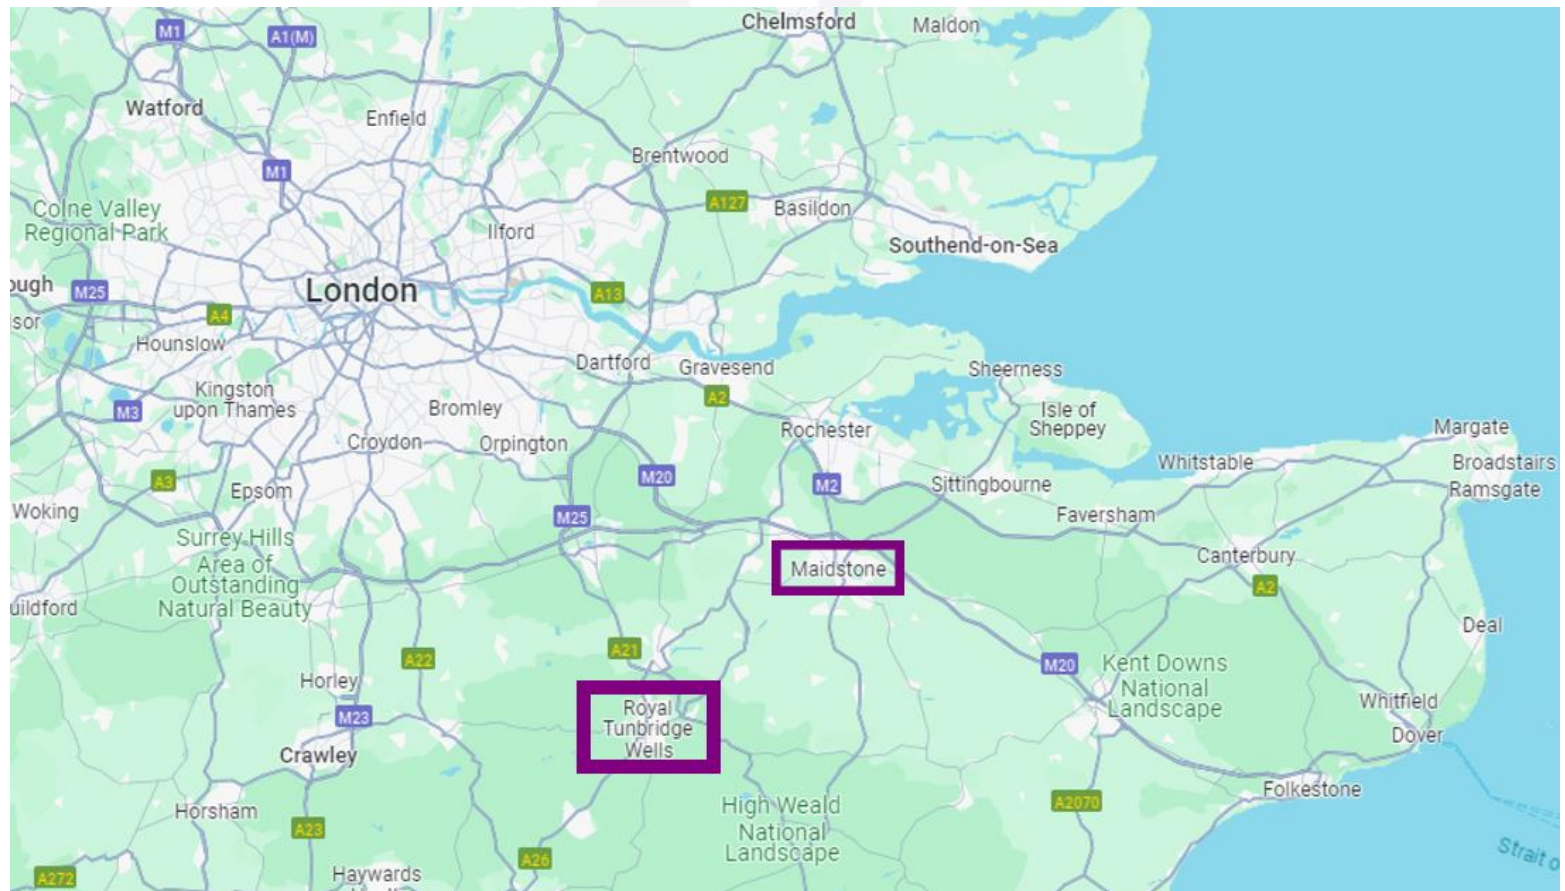 Chelmsford
Maldon
M1
A1(M)
Watford
Enfield
Brentwood
M1
A127
Basildon
Colne Valley
Regional Park
Ilford
Southend-on-Sea
ough
M25
London
A13
A4
sor
Hounslow
Dartford
Gravesend
Sheerness
Kingston
upon Thames
M3
Bromley
A2
Isle of
Sheppey
Croydon
Orpington
Rochester
Margate
Whitstable
Broadstairs
A3
Epsom
M20
M2
Sittingbourne
Ramsgate
Woking
M25
Faversham
Surrey Hills
Area of
Outstanding
Natural Beauty
Maidstone
Canterbury
A2
uildford
Deal
A21
A22
M20
Kent Downs
National
Landscape
Horley
M23
Royal
Tunbridge
Wells
Whitfield
Dover
Crawley
Horsham
A23
High Weald
National
Landscape
A2070
Folkestone
A26
A272
Haywards
Strait o